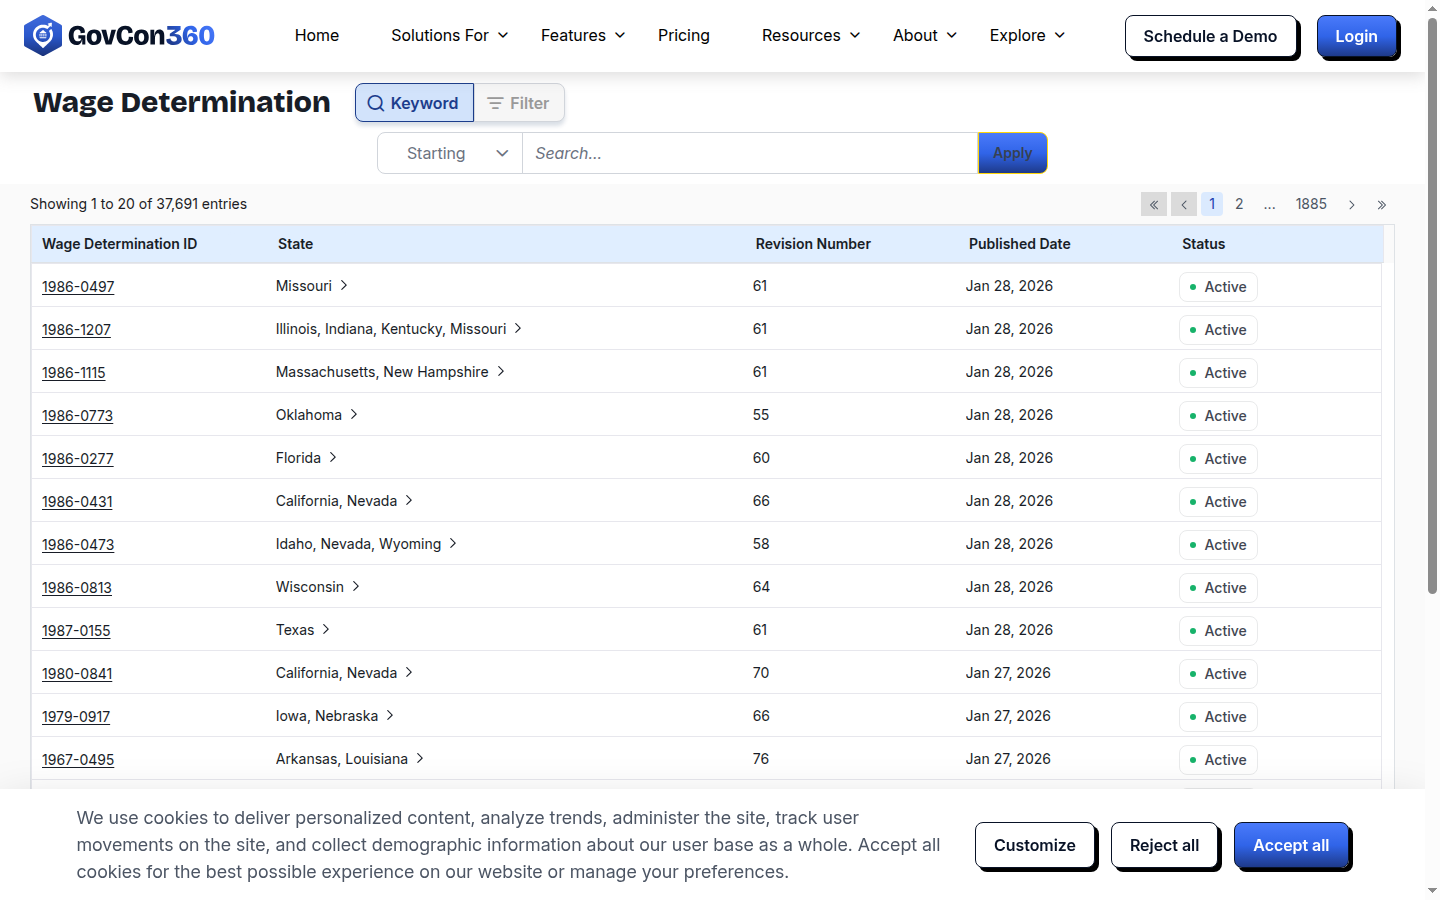 GovCon360 Home Solutions For Features Pricing Resources About Explore Schedule a Demo Login
Wage Determination Keyword Filter
Starting Search... Apply
Showing 1 to 20 of 37,691 entries « ‹ 1 2 ... 1885 › »
Wage Determination ID State Revision Number Published Date Status
1986-0497 Missouri 61 Jan 28, 2026 Active
1986-1207 Illinois, Indiana, Kentucky, Missouri 61 Jan 28, 2026 Active
1986-1115 Massachusetts, New Hampshire 61 Jan 28, 2026 Active
1986-0773 Oklahoma 55 Jan 28, 2026 Active
1986-0277 Florida 60 Jan 28, 2026 Active
1986-0431 California, Nevada 66 Jan 28, 2026 Active
1986-0473 Idaho, Nevada, Wyoming 58 Jan 28, 2026 Active
1986-0813 Wisconsin 64 Jan 28, 2026 Active
1987-0155 Texas 61 Jan 28, 2026 Active
1980-0841 California, Nevada 70 Jan 27, 2026 Active
1979-0917 Iowa, Nebraska 66 Jan 27, 2026 Active
1967-0495 Arkansas, Louisiana 76 Jan 27, 2026 Active
We use cookies to deliver personalized content, analyze trends, administer the site, track user
movements on the site, and collect demographic information about our user base as a whole. Accept all
cookies for the best possible experience on our website or manage your preferences.
Customize Reject all Accept all